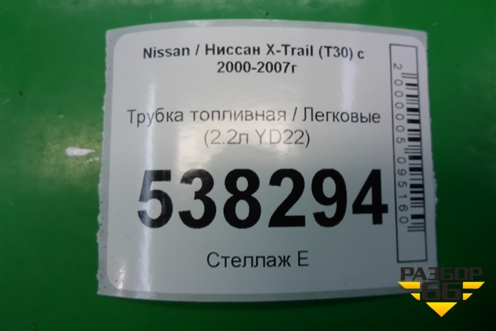 Nissan / Ниссан X-Trail (T30) с
2000-2007г
Трубка топливная / Легковые
(2.2л YD22)
538294
Стеллаж Е
2000005095160
РАЗБОР
66